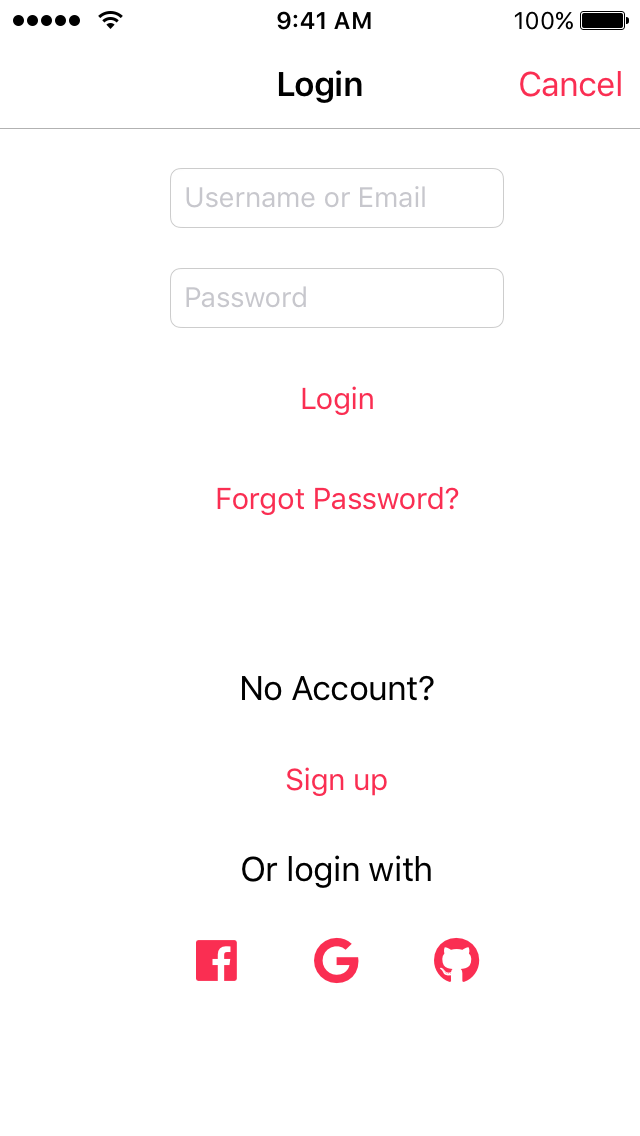 9:41 AM 100%
Login Cancel
Username or Email
Password
Login
Forgot Password?
No Account?
Sign up
Or login with